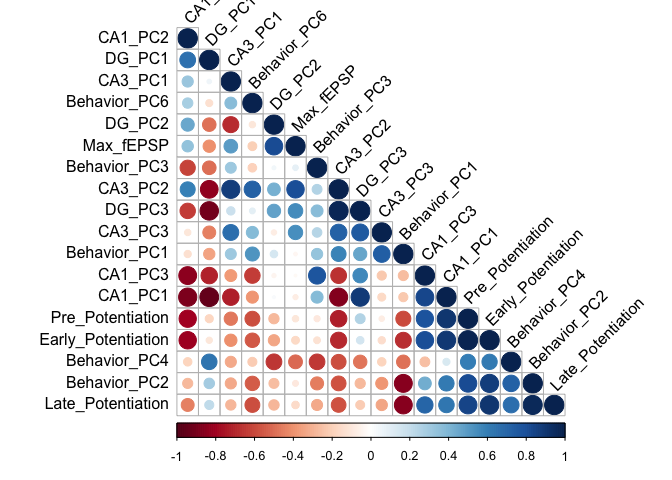 CA1_
DG_PC1
CA3_PC1
Behavior_PC6
DG_PC2
Max_fEPSP
Behavior_PC3
CA3_PC2
DG_PC3
CA3_PC3
Behavior_PC1
CA1_PC3
CA1_PC1
Pre_Potentiation
Early_Potentiation
Behavior_PC4
Behavior_PC2
Late_Potentiation
CA1_PC2
DG_PC1
CA3_PC1
Behavior_PC6
DG_PC2
Max_fEPSP
Behavior_PC3
CA3_PC2
DG_PC3
CA3_PC3
Behavior_PC1
CA1_PC3
CA1_PC1
Pre_Potentiation
Early_Potentiation
Behavior_PC4
Behavior_PC2
Late_Potentiation
-1 -0.8 -0.6 -0.4 -0.2 0 0.2 0.4 0.6 0.8 1